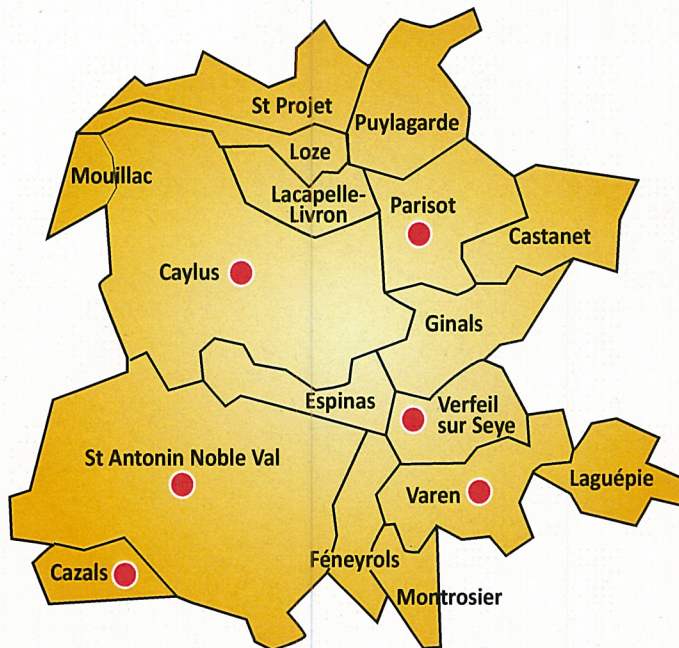 St Projet
Puylagarde
Loze
Mouillac
Lacapelle-
Livron
Parisot
Castanet
Caylus
Ginals
Espinas
Verfeil
sur Seye
St Antonin Noble Val
Varen
Laguépie
Féneyrols
Cazals
Montrosier